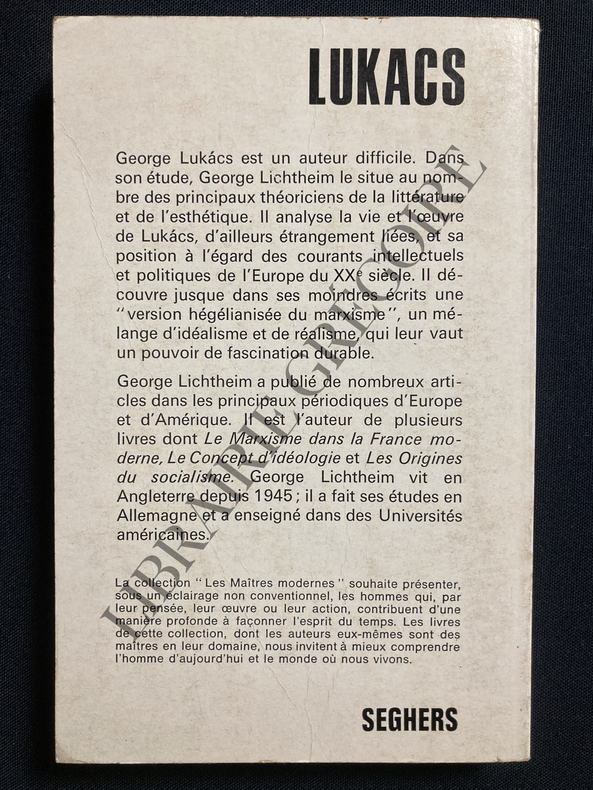 LUKACS
George Lukács est un auteur difficile. Dans
son étude, George Lichtheim le situe au nom-
bre des principaux théoriciens de la littérature
et de l'esthétique. Il analyse la vie et l'œuvre
de Lukács, d'ailleurs étrangement liées, et sa
position à l'égard des courants intellectuels
et politiques de l'Europe du XXe siècle. Il dé-
couvre jusque dans ses moindres écrits une
"version hégélianisée du marxisme", un mé-
lange d'idéalisme et de réalisme, qui leur vaut
un pouvoir de fascination durable.
George Lichtheim a publié de nombreux arti-
cles dans les principaux périodiques d'Europe
et d'Amérique. Il est l'auteur de plusieurs
livres dont Le Marxisme dans la France mo-
derne, Le Concept d'idéologie et Les Origines
du socialisme. George Lichtheim vit en
Angleterre depuis 1945 ; il a fait ses études en
Allemagne et a enseigné dans des Universités
américaines.
La collection "Les Maîtres modernes" souhaite présenter,
sous un éclairage non conventionnel, les hommes qui, par
leur pensée, leur œuvre ou leur action, contribuent d'une
manière profonde à façonner l'esprit du temps. Les livres
de cette collection, dont les auteurs eux-mêmes sont des
maîtres en leur domaine, nous invitent à mieux comprendre
l'homme d'aujourd'hui et le monde où nous vivons.
SEGHERS
LIBRAIRIE GREGOIRE